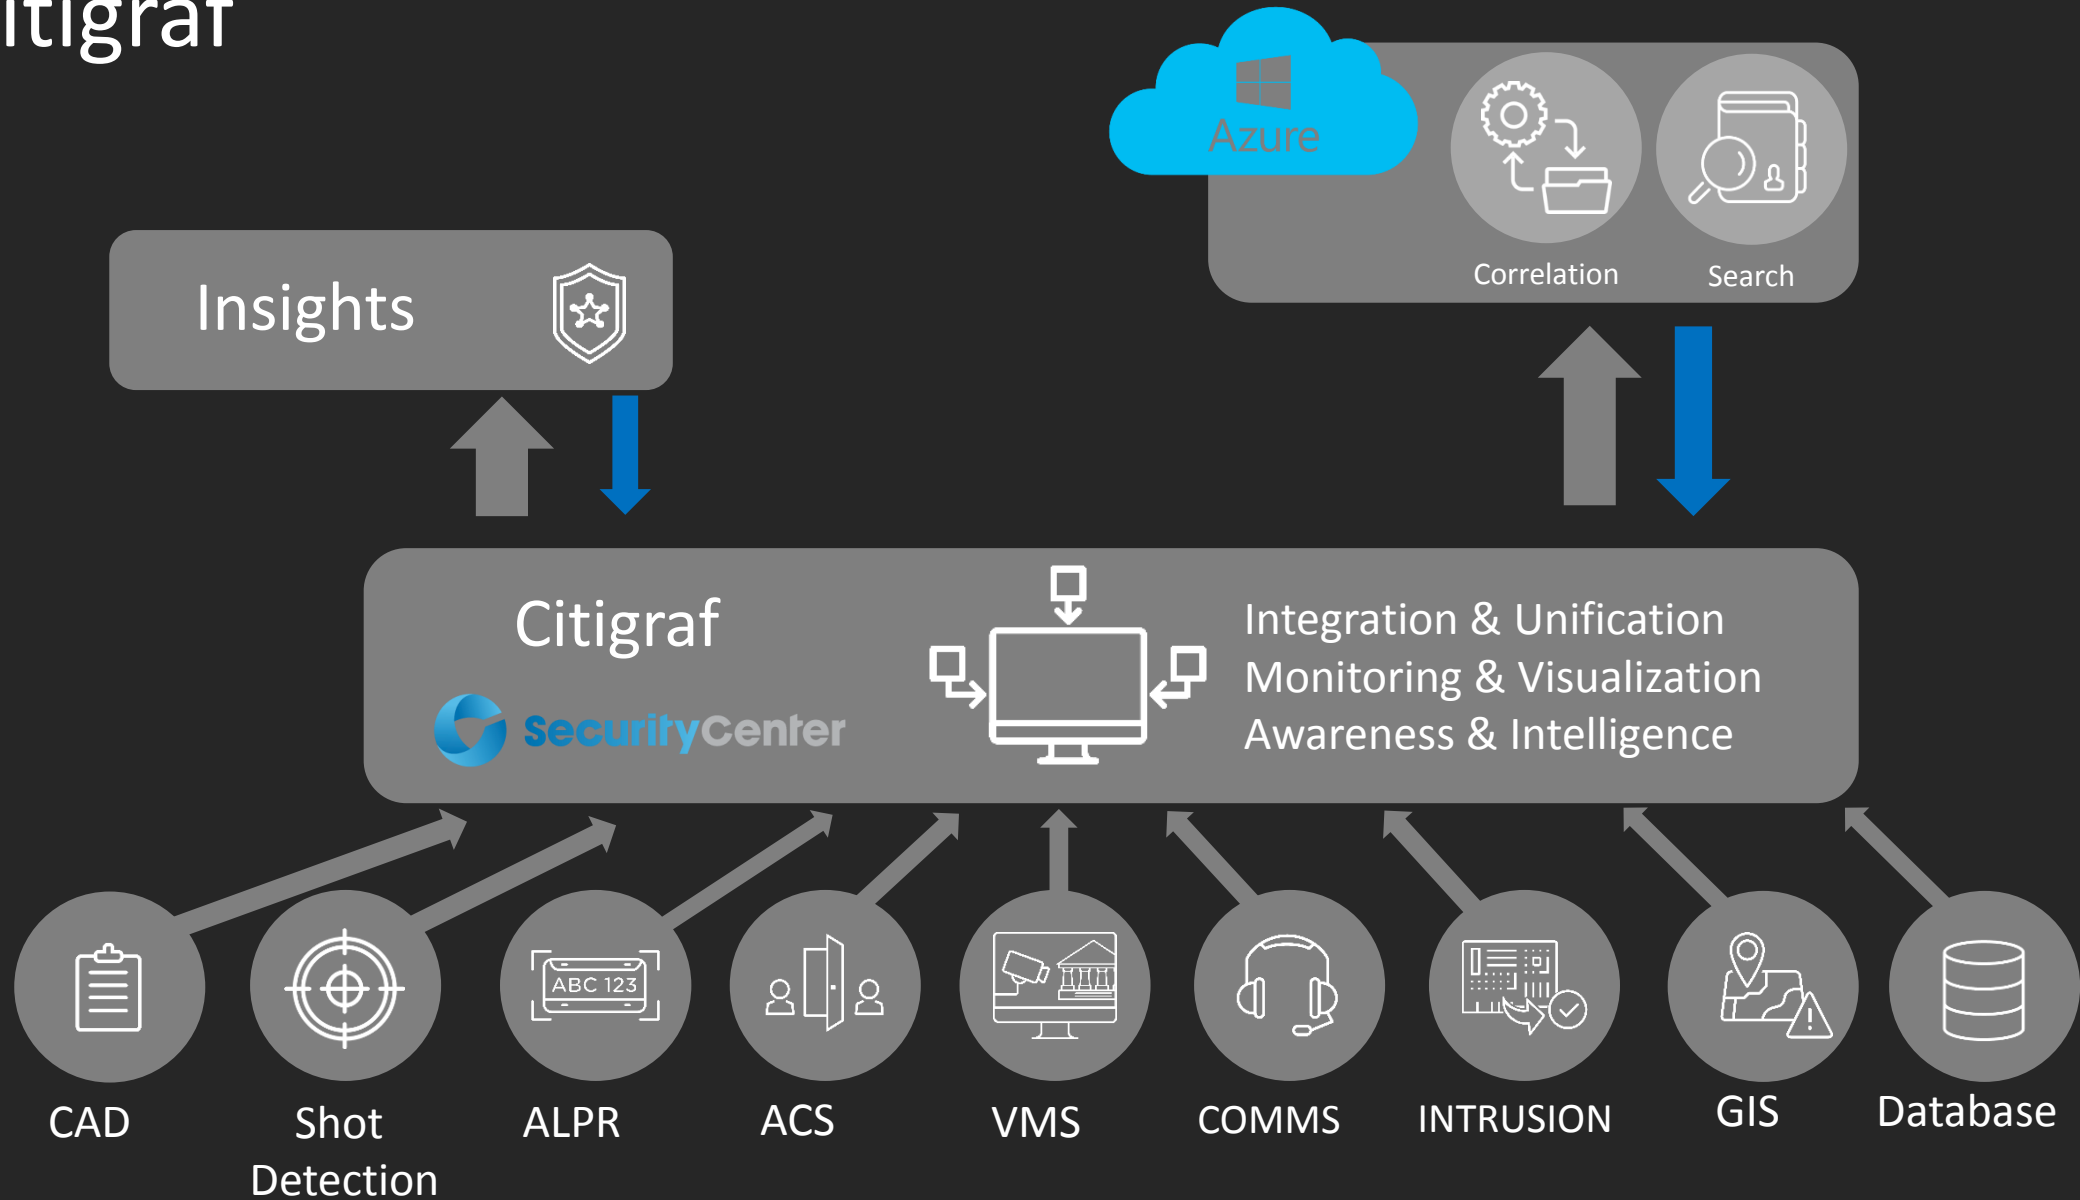 itigraf
Azure
Correlation
Search
Insights
Citigraf
SecurityCenter
Integration & Unification
Monitoring & Visualization
Awareness & Intelligence
ABC 123
CAD
Shot
Detection
ALPR
ACS
VMS
COMMS
INTRUSION
GIS
Database